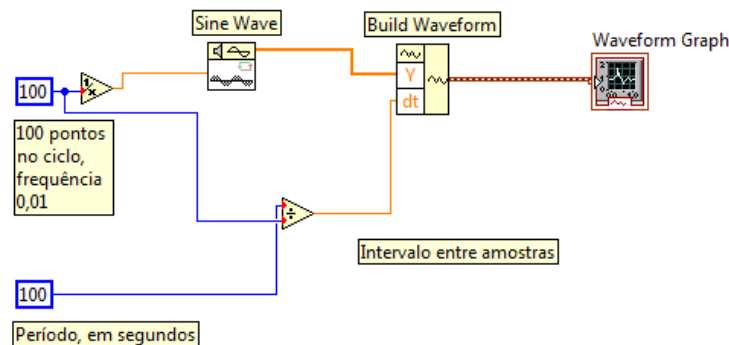 Sine Wave
Build Waveform
Waveform Graph
Y
dt
100
1/x
100 pontos
no ciclo,
frequência
0,01
÷
Intervalo entre amostras
100
Período, em segundos